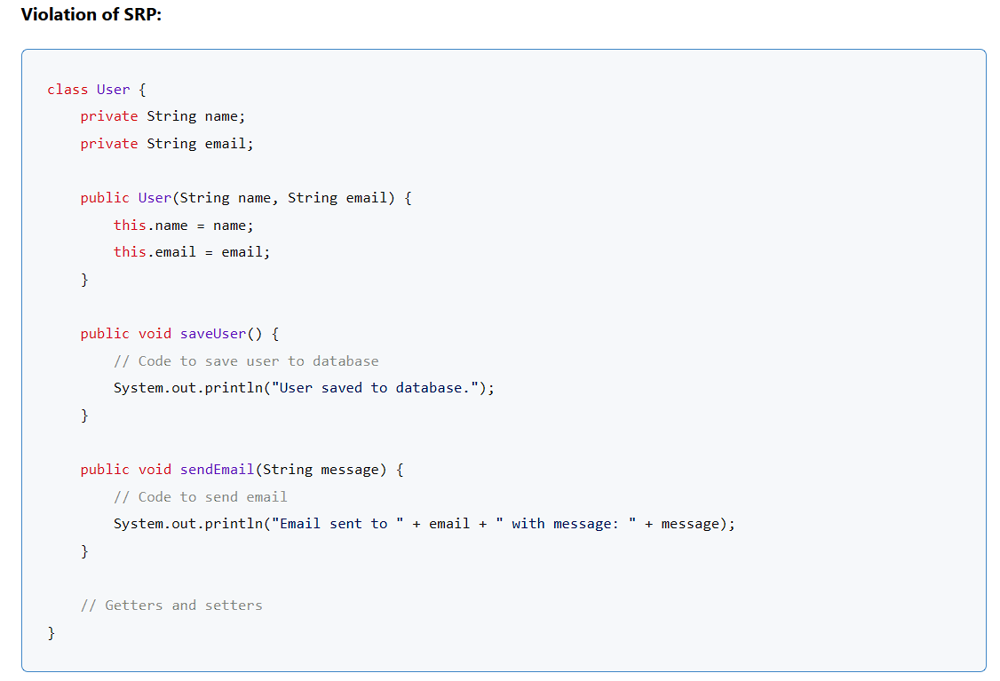 Violation of SRP:
class User {
private String name;
private String email;
public User(String name, String email) {
this.name = name;
this.email = email;
}
public void saveUser() {
// Code to save user to database
System.out.println("User saved to database.");
}
public void sendEmail(String message) {
// Code to send email
System.out.println("Email sent to " + email + " with message: " + message);
}
// Getters and setters
}